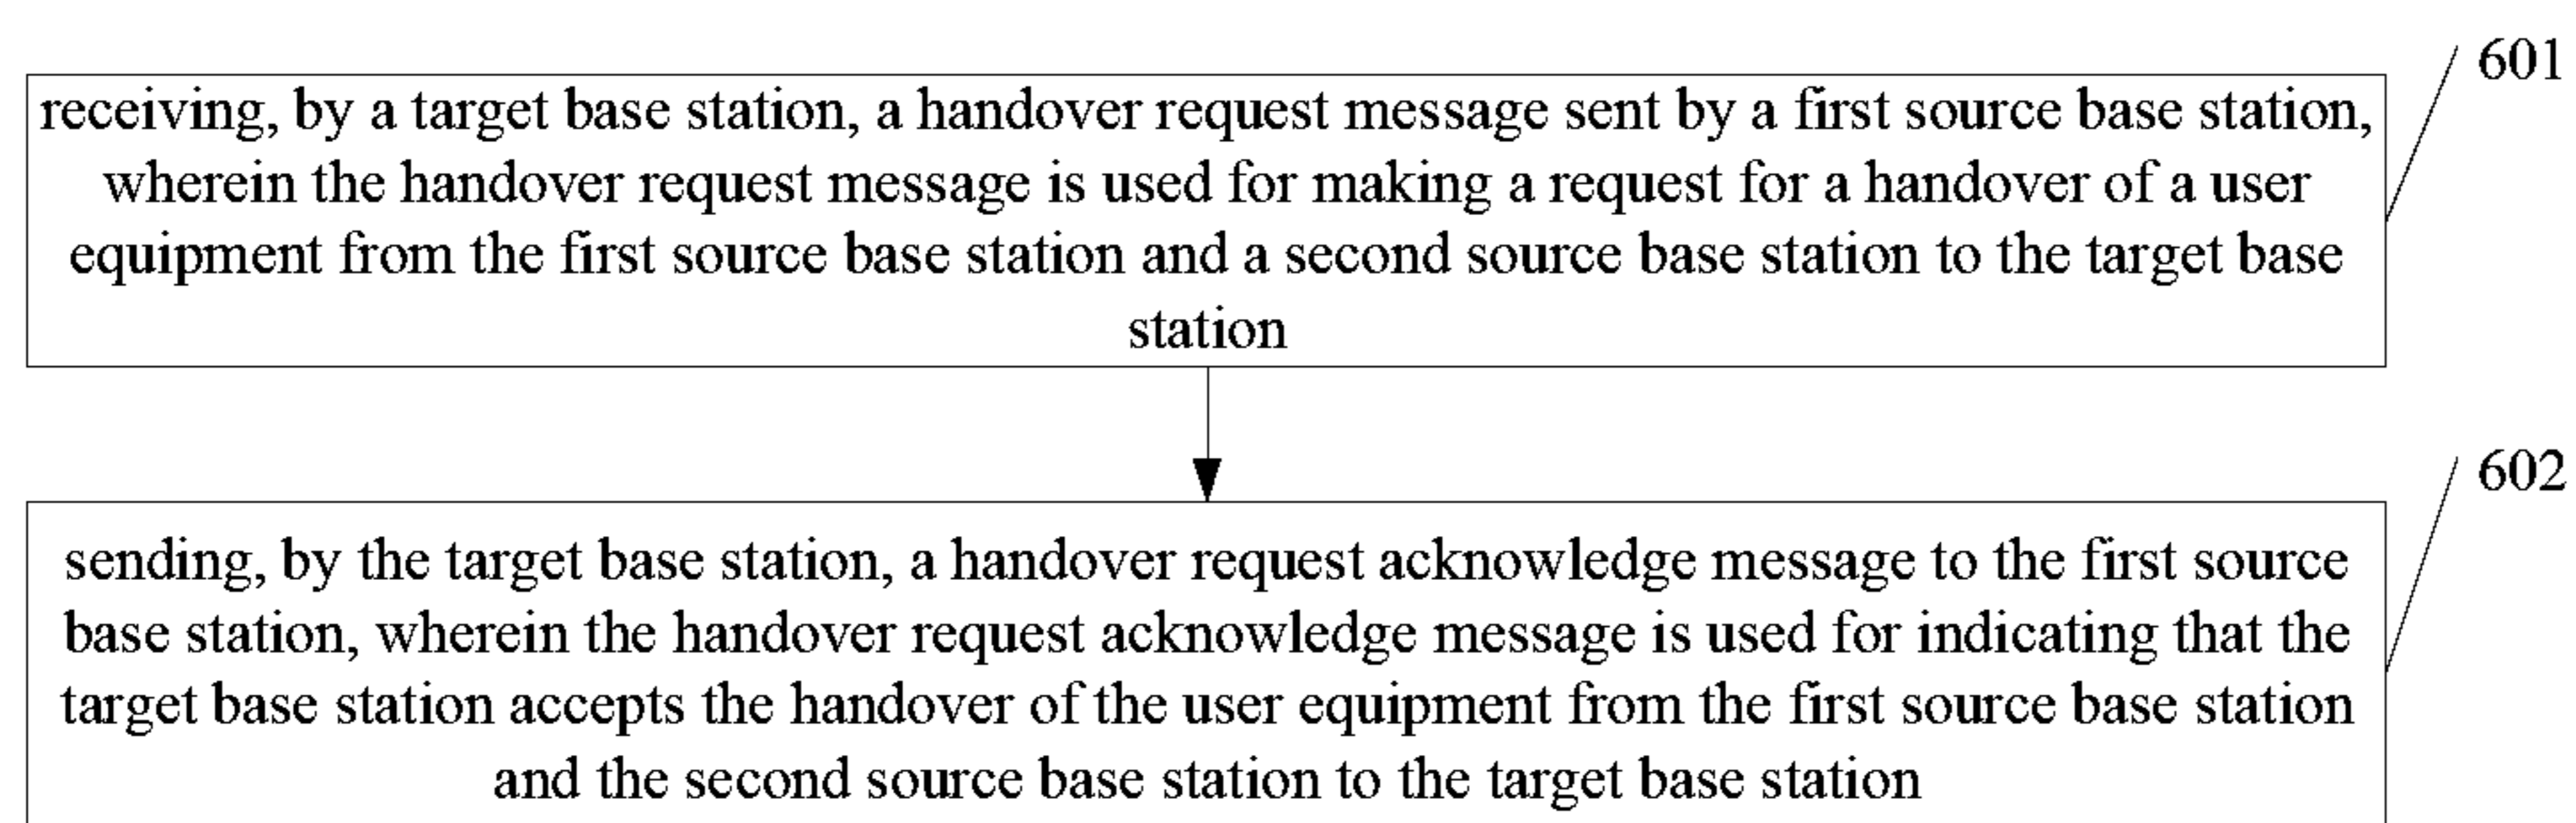 601
receiving, by a target base station, a handover request message sent by a first source base station,
wherein the handover request message is used for making a request for a handover of a user
equipment from the first source base station and a second source base station to the target base
station
602
sending, by the target base station, a handover request acknowledge message to the first source
base station, wherein the handover request acknowledge message is used for indicating that the
target base station accepts the handover of the user equipment from the first source base station
and the second source base station to the target base station